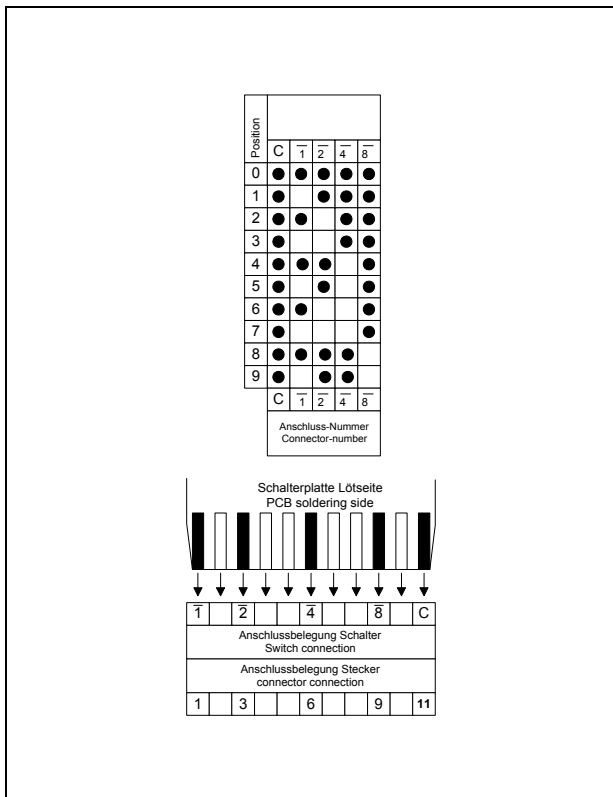 Position
C 1̅ 2̅ 4̅ 8̅
0 ● ● ● ● ●
1 ● ● ● ●
2 ● ● ● ●
3 ● ● ●
4 ● ● ● ●
5 ● ● ●
6 ● ● ●
7 ● ●
8 ● ● ● ●
9 ● ● ●
C 1̅ 2̅ 4̅ 8̅
Anschluss-Nummer
Connector-number
Schalterplatte Lötseite
PCB soldering side
1̅ 2̅ 4̅ 8̅ C
Anschlussbelegung Schalter
Switch connection
Anschlussbelegung Stecker
connector connection
1 3 6 9 11